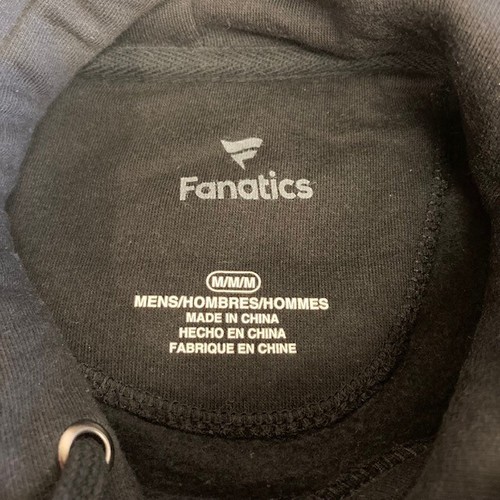 Fanatics
M/M/M
MENS/HOMBRES/HOMMES
MADE IN CHINA
HECHO EN CHINA
FABRIQUE EN CHINE